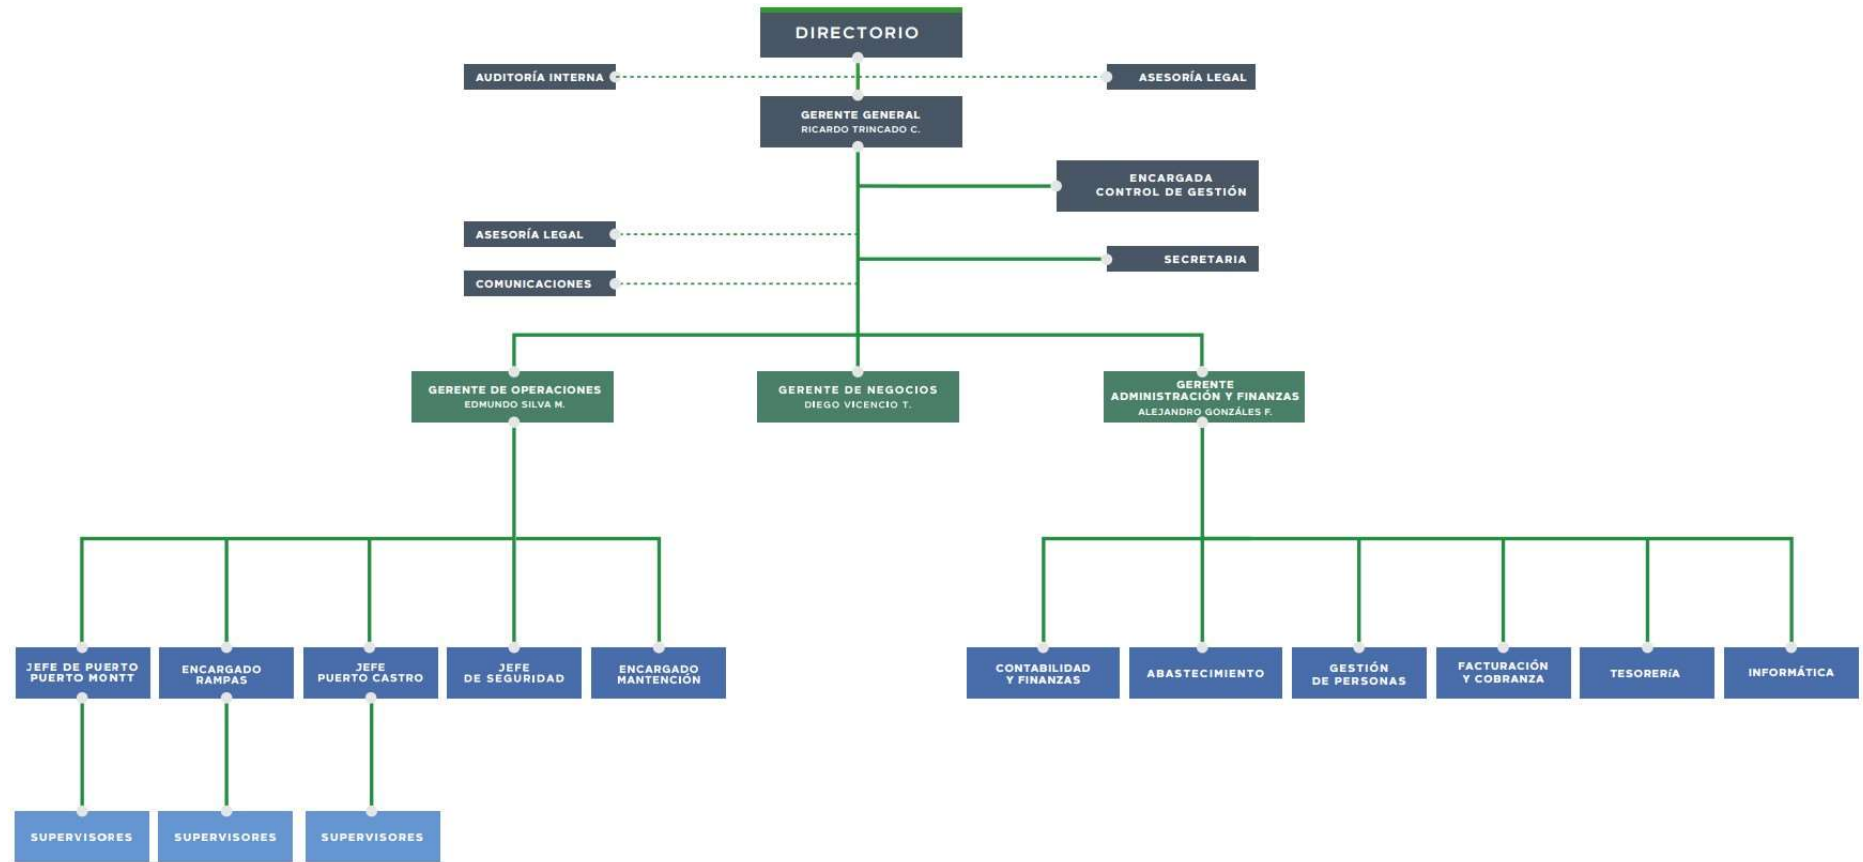 DIRECTORIO
AUDITORÍA INTERNA
ASESORÍA LEGAL
GERENTE GENERAL
RICARDO TRINCADO C.
ENCARGADA
CONTROL DE GESTIÓN
ASESORÍA LEGAL
SECRETARIA
COMUNICACIONES
GERENTE DE OPERACIONES
EDMUNDO SILVA M.
GERENTE DE NEGOCIOS
DIEGO VICENCIO T.
GERENTE
ADMINISTRACIÓN Y FINANZAS
ALEJANDRO GONZÁLES F.
JEFE DE PUERTO
PUERTO MONTT
ENCARGADO
RAMPAS
JEFE
PUERTO CASTRO
JEFE
DE SEGURIDAD
ENCARGADO
MANTENCIÓN
CONTABILIDAD
Y FINANZAS
ABASTECIMIENTO
GESTIÓN
DE PERSONAS
FACTURACIÓN
Y COBRANZA
TESORERíA
INFORMÁTICA
SUPERVISORES
SUPERVISORES
SUPERVISORES